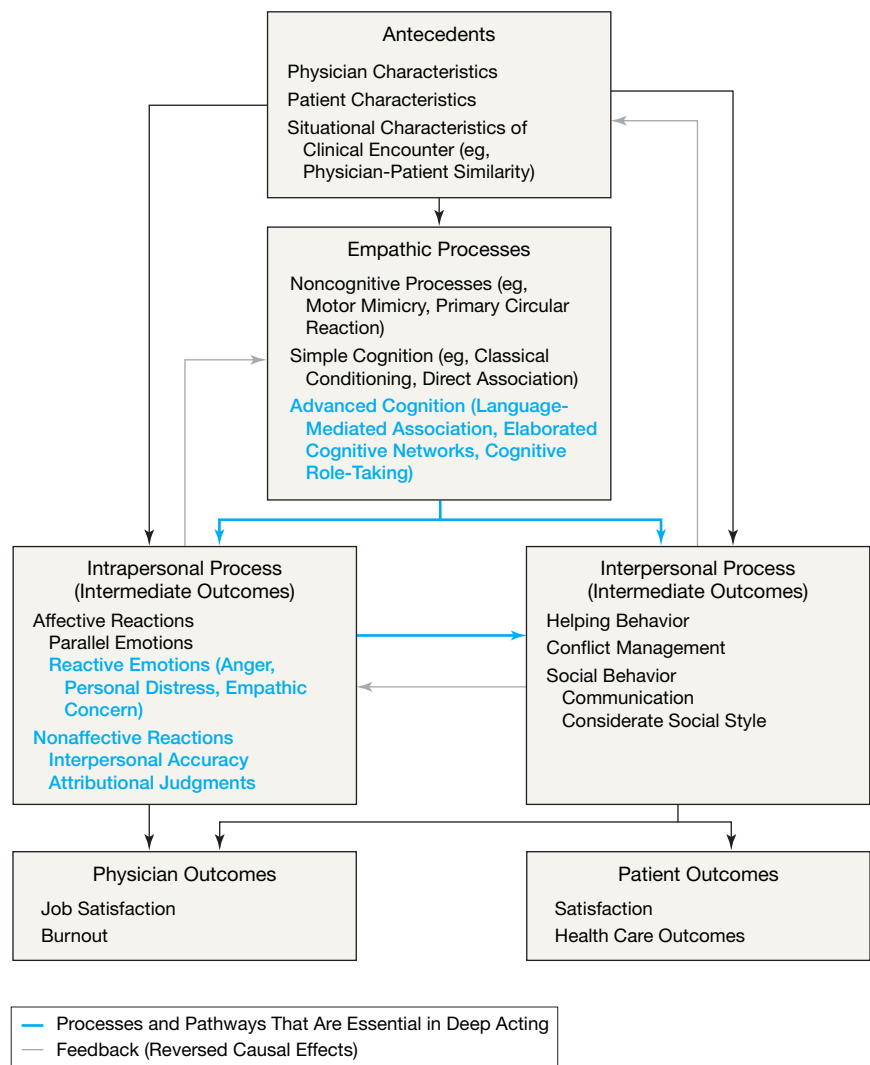 Antecedents
Physician Characteristics
Patient Characteristics
Situational Characteristics of
Clinical Encounter (eg,
Physician-Patient Similarity)
Empathic Processes
Noncognitive Processes (eg,
Motor Mimicry, Primary Circular
Reaction)
Simple Cognition (eg, Classical
Conditioning, Direct Association)
Advanced Cognition (Language-
Mediated Association, Elaborated
Cognitive Networks, Cognitive
Role-Taking)
Intrapersonal Process
(Intermediate Outcomes)
Affective Reactions
Parallel Emotions
Reactive Emotions (Anger,
Personal Distress, Empathic
Concern)
Nonaffective Reactions
Interpersonal Accuracy
Attributional Judgments
Interpersonal Process
(Intermediate Outcomes)
Helping Behavior
Conflict Management
Social Behavior
Communication
Considerate Social Style
Physician Outcomes
Job Satisfaction
Burnout
Patient Outcomes
Satisfaction
Health Care Outcomes
Processes and Pathways That Are Essential in Deep Acting
Feedback (Reversed Causal Effects)